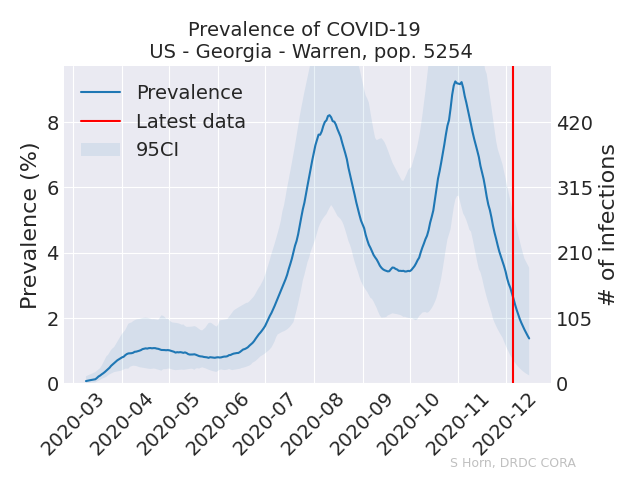 Prevalence of COVID-19
US - Georgia - Warren, pop. 5254
Prevalence
Latest data
95CI
Prevalence (%)
8
6
4
2
0
420
315
210
105
0
# of infections
2020-03
2020-04
2020-05
2020-06
2020-07
2020-08
2020-09
2020-10
2020-11
2020-12
S Horn, DRDC CORA